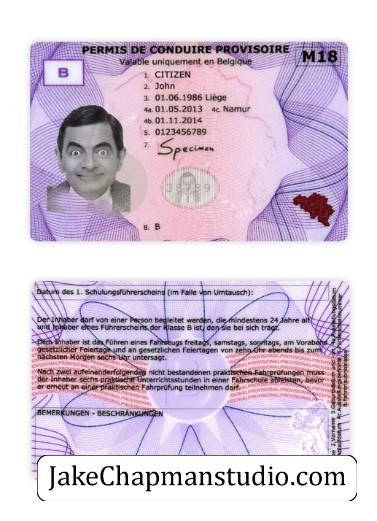 PERMIS DE CONDUIRE PROVISOIRE
Valable uniquement en Belgique
M18
B
1. CITIZEN
2. John
3. 01.06.1986 Liège
4a. 01.05.2013 4c. Namur
4b. 01.11.2014
5. 0123456789
7. Specimen
8. B
Datum des 1. Schulungsführerscheins (im Falle von Umtausch):
Der Inhaber darf von einer Person begleitet werden, die mindestens 24 Jahre alt
und Inhaber eines Führerscheins der Klasse B ist, den sie bei sich trägt.
Dem Inhaber ist das Führen eines Fahrzeugs freitags, samstags, sonntags, am Vorabend
gesetzlicher Feiertage und an gesetzlichen Feiertagen von zehn Uhr abends bis zum
nächsten Morgen sechs Uhr untersagt.
Nach zwei aufeinanderfolgenden nicht bestandenen praktischen Fahrprüfungen muss
der Inhaber sechs praktische Unterrichtsstunden in einer Fahrschule ableisten, bevor
er erneut an einer praktischen Fahrprüfung teilnehmen darf.
BEMERKUNGEN - BESCHRÄNKUNGEN
JakeChapmanstudio.com